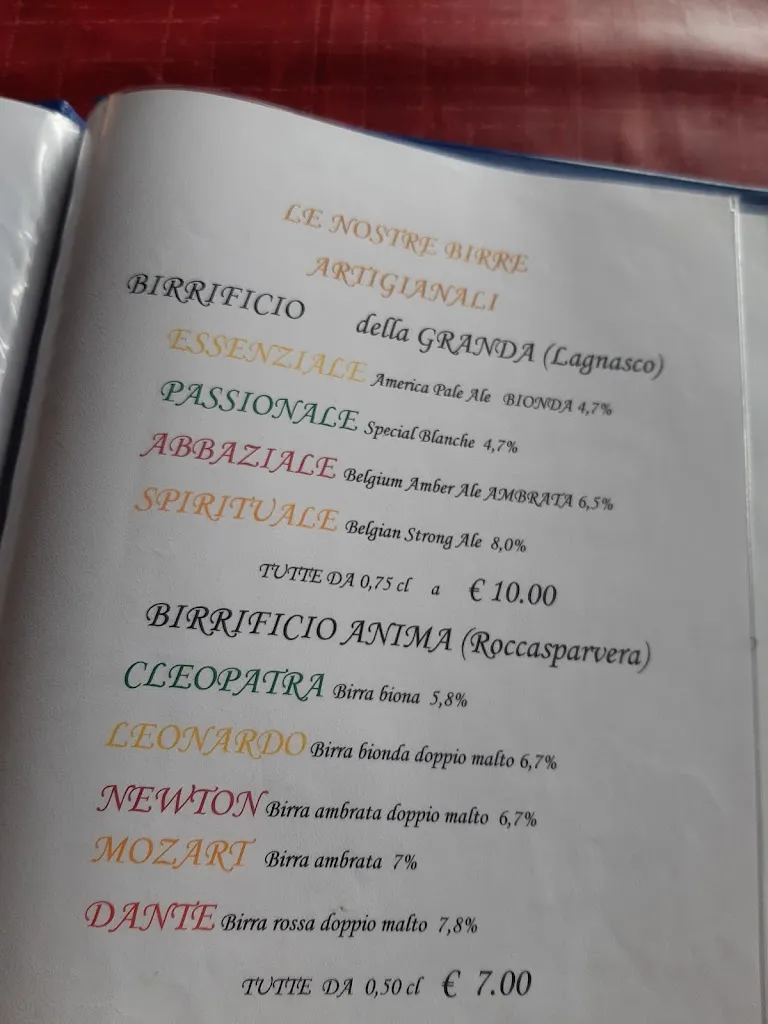 LE NOSTRE BIRRE
ARTIGIANALI
BIRRIFICIO della GRANDA (Lagnasco)
ESSENZIALE America Pale Ale BIONDA 4,7%
PASSIONALE Special Blanche 4,7%
ABBAZIALE Belgium Amber Ale AMBRATA 6,5%
SPIRITUALE Belgian Strong Ale 8,0%
TUTTE DA 0,75 cl a € 10.00
BIRRIFICIO ANIMA (Roccasparvera)
CLEOPATRA Birra biona 5,8%
LEONARDO Birra bionda doppio malto 6,7%
NEWTON Birra ambrata doppio malto 6,7%
MOZART Birra ambrata 7%
DANTE Birra rossa doppio malto 7,8%
TUTTE DA 0,50 cl € 7.00